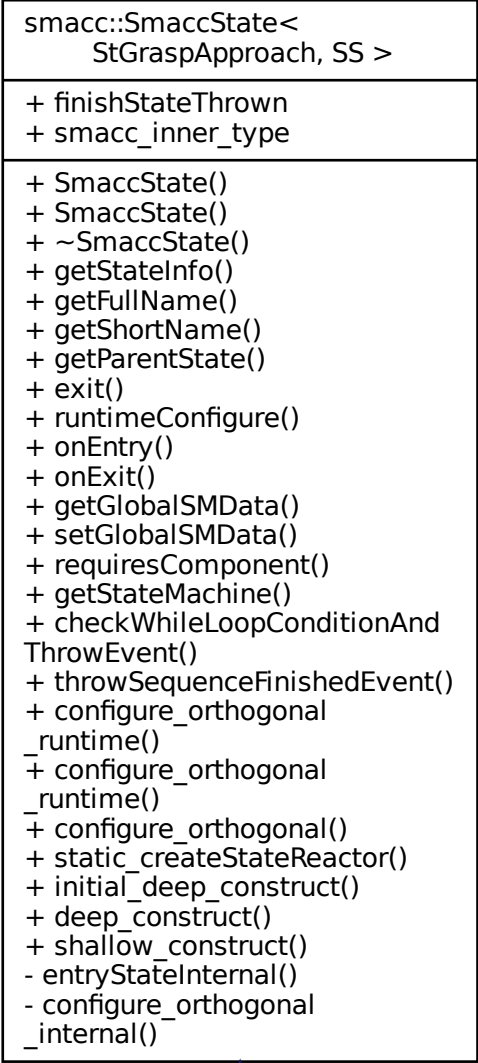 smacc::SmaccState<
StGraspApproach, SS >
+ finishStateThrown
+ smacc_inner_type
+ SmaccState()
+ SmaccState()
+ ~SmaccState()
+ getStateInfo()
+ getFullName()
+ getShortName()
+ getParentState()
+ exit()
+ runtimeConfigure()
+ onEntry()
+ onExit()
+ getGlobalSMData()
+ setGlobalSMData()
+ requiresComponent()
+ getStateMachine()
+ checkWhileLoopConditionAnd
ThrowEvent()
+ throwSequenceFinishedEvent()
+ configure_orthogonal
_runtime()
+ configure_orthogonal
_runtime()
+ configure_orthogonal()
+ static_createStateReactor()
+ initial_deep_construct()
+ deep_construct()
+ shallow_construct()
- entryStateInternal()
- configure_orthogonal
_internal()